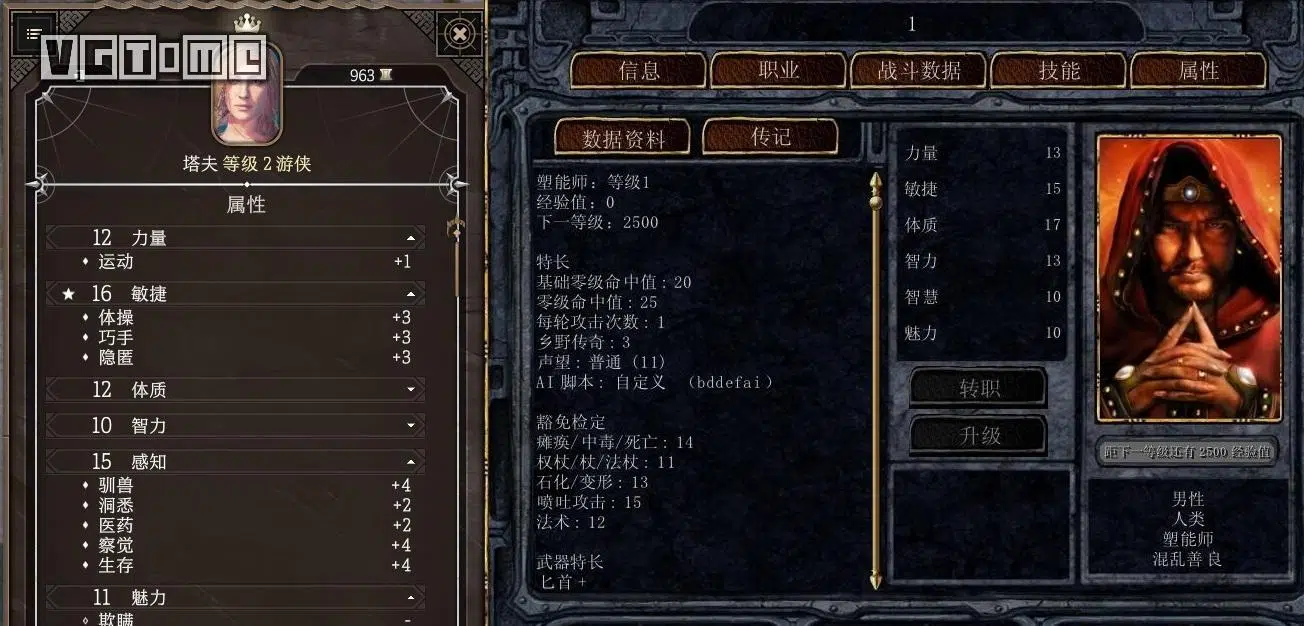 VGTIME
963
塔夫 等级 2 游侠
属性
12 力量
运动 +1
16 敏捷
体操 +3
巧手 +3
隐匿 +3
12 体质
10 智力
15 感知
驯兽 +4
洞悉 +2
医药 +2
察觉 +4
生存 +4
11 魅力
欺瞒 -
1
信息 职业 战斗数据 技能 属性
数据资料 传记
塑能师：等级1
经验值：0
下一等级：2500
特长
基础零级命中值：20
零级命中值：25
每轮攻击次数：1
乡野传奇：3
声望：普通（11）
AI 脚本：自定义 （bddefai）
豁免检定
瘫痪/中毒/死亡：14
权杖/杖/法杖：11
石化/变形：13
喷吐攻击：15
法术：12
武器特长
匕首+
力量 13
敏捷 15
体质 17
智力 13
智慧 10
魅力 10
转职
升级
距下一等级还有 2500 经验值
男性
人类
塑能师
混乱善良